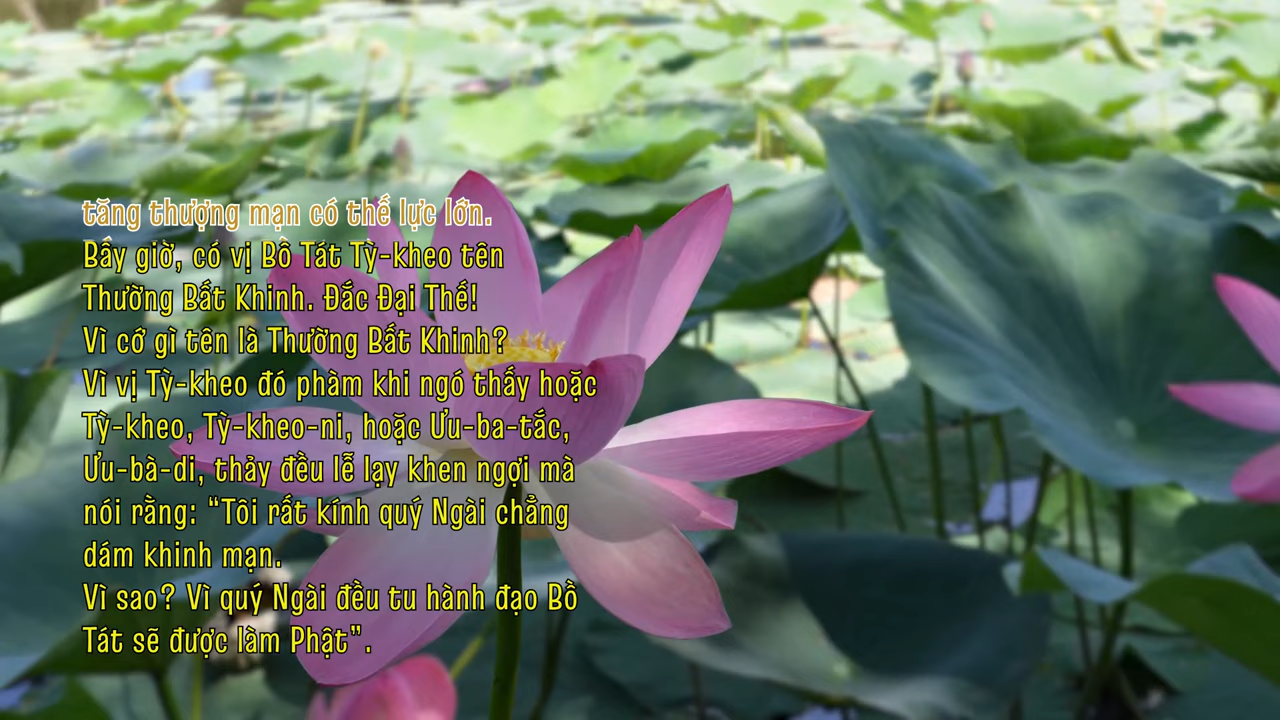 tăng thượng mạn có thế lực lớn.
Bấy giờ, có vị Bồ Tát Tỳ-kheo tên
Thường Bất Khinh. Đắc Đại Thế!
Vì cớ gì tên là Thường Bất Khinh?
Vì vị Tỳ-kheo đó phàm khi ngó thấy hoặc
Tỳ-kheo, Tỳ-kheo-ni, hoặc Ưu-ba-tắc,
Ưu-bà-di, thảy đều lễ lạy khen ngợi mà
nói rằng: “Tôi rất kính quý Ngài chẳng
dám khinh mạn.
Vì sao? Vì quý Ngài đều tu hành đạo Bồ
Tát sẽ được làm Phật”.